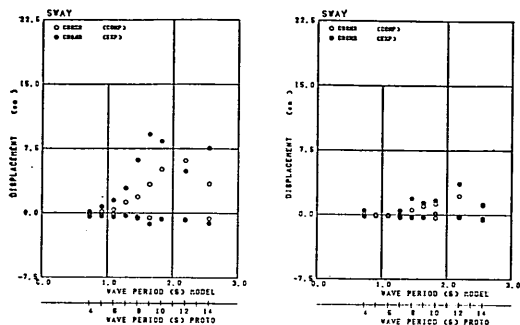 SWAY
22.5
(COMP)
(EXP)
15.0
(cm )
7.5
DISPLACEMENT
0.0
-7.5
0.0 1.0 2.0 3.0
WAVE PERIOD (S) MODEL
4 6 8 10 12 14
WAVE PERIOD (S) PROTO
SWAY
22.5
(COMP)
(EXP)
15.0
(cm )
7.5
DISPLACEMENT
0.0
-7.5
0.0 1.0 2.0 3.0
WAVE PERIOD (S) MODEL
4 6 8 10 12 14
WAVE PERIOD (S) PROTO